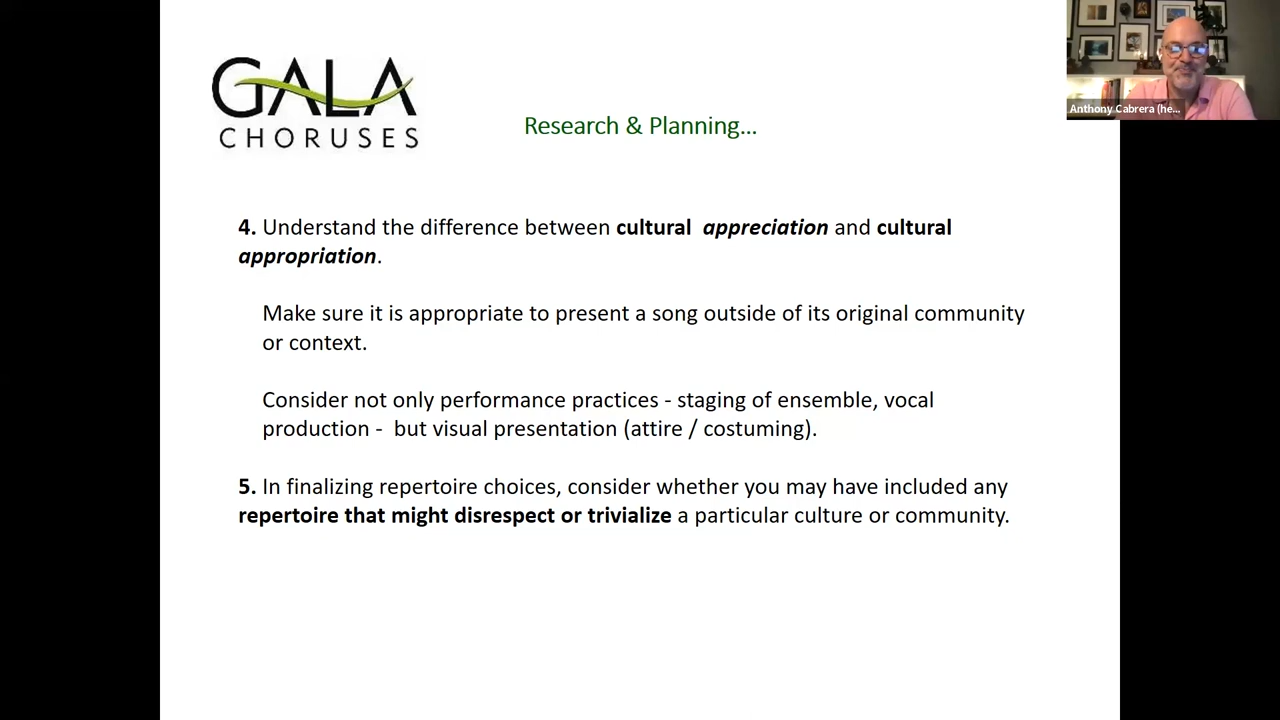 GALA
CHORUSES
Research & Planning...
Anthony Cabrera (he...
4. Understand the difference between cultural appreciation and cultural
appropriation.
Make sure it is appropriate to present a song outside of its original community
or context.
Consider not only performance practices - staging of ensemble, vocal
production - but visual presentation (attire / costuming).
5. In finalizing repertoire choices, consider whether you may have included any
repertoire that might disrespect or trivialize a particular culture or community.